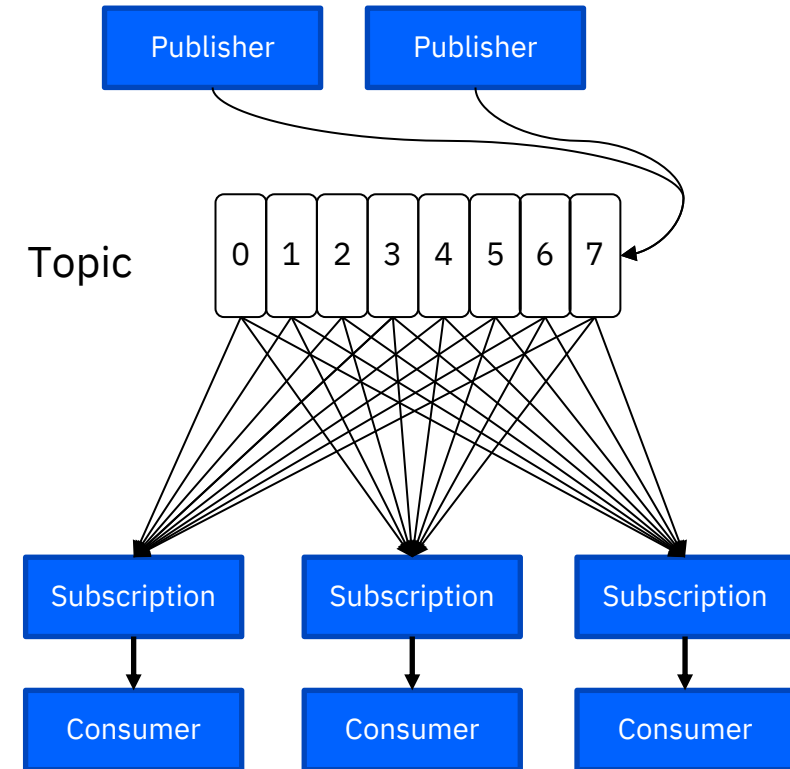 Publisher Publisher
Topic 0 1 2 3 4 5 6 7
Subscription Subscription Subscription
Consumer Consumer Consumer